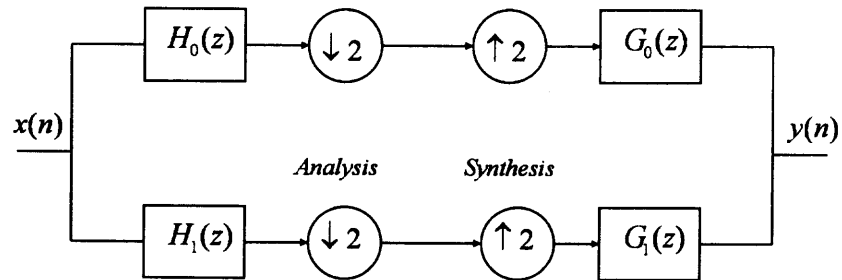 H₀(z) ↓2 ↑2 G₀(z)
x(n) y(n)
Analysis Synthesis
H₁(z) ↓2 ↑2 G₁(z)